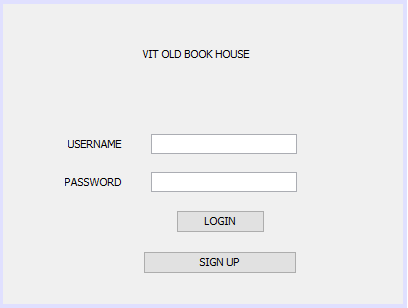 VIT OLD BOOK HOUSE
USERNAME
PASSWORD
LOGIN
SIGN UP